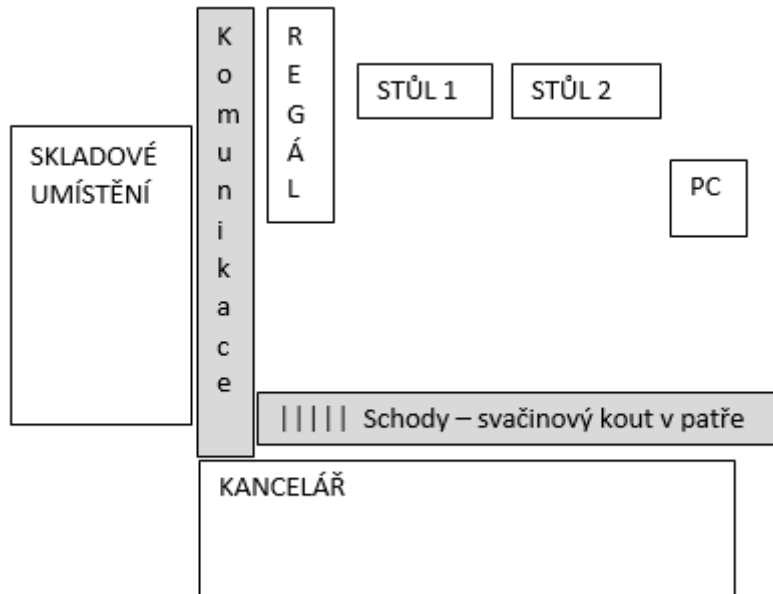 SKLADOVÉ
UMÍSTĚNÍ
Komunikace
REGÁL
STŮL 1
STŮL 2
PC
||||| Schody – svačinový kout v patře
KANCELÁŘ